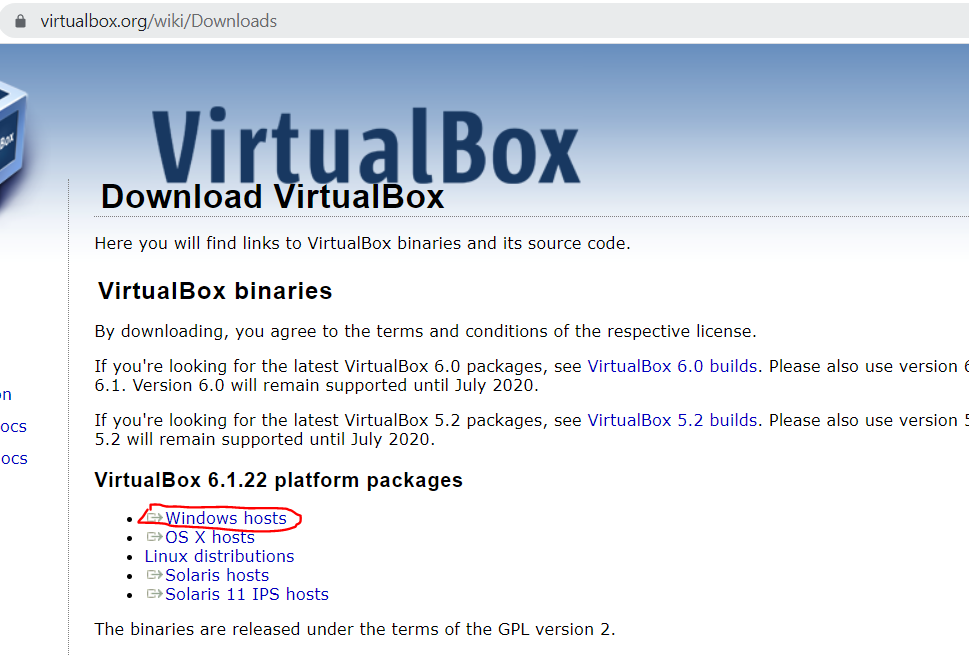 virtualbox.org/wiki/Downloads
VirtualBox
Download VirtualBox
Here you will find links to VirtualBox binaries and its source code.
VirtualBox binaries
By downloading, you agree to the terms and conditions of the respective license.
If you're looking for the latest VirtualBox 6.0 packages, see VirtualBox 6.0 builds. Please also use version 6
6.1. Version 6.0 will remain supported until July 2020.
on
If you're looking for the latest VirtualBox 5.2 packages, see VirtualBox 5.2 builds. Please also use version 5
ocs
5.2 will remain supported until July 2020.
ocs
VirtualBox 6.1.22 platform packages
Windows hosts
OS X hosts
Linux distributions
Solaris hosts
Solaris 11 IPS hosts
The binaries are released under the terms of the GPL version 2.